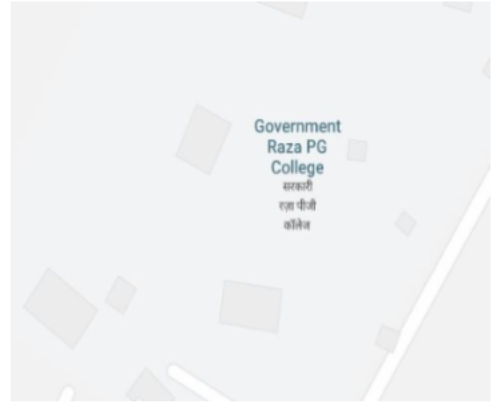 Government
Raza PG
College
सरकारी
रज़ा पीजी
कॉलेज